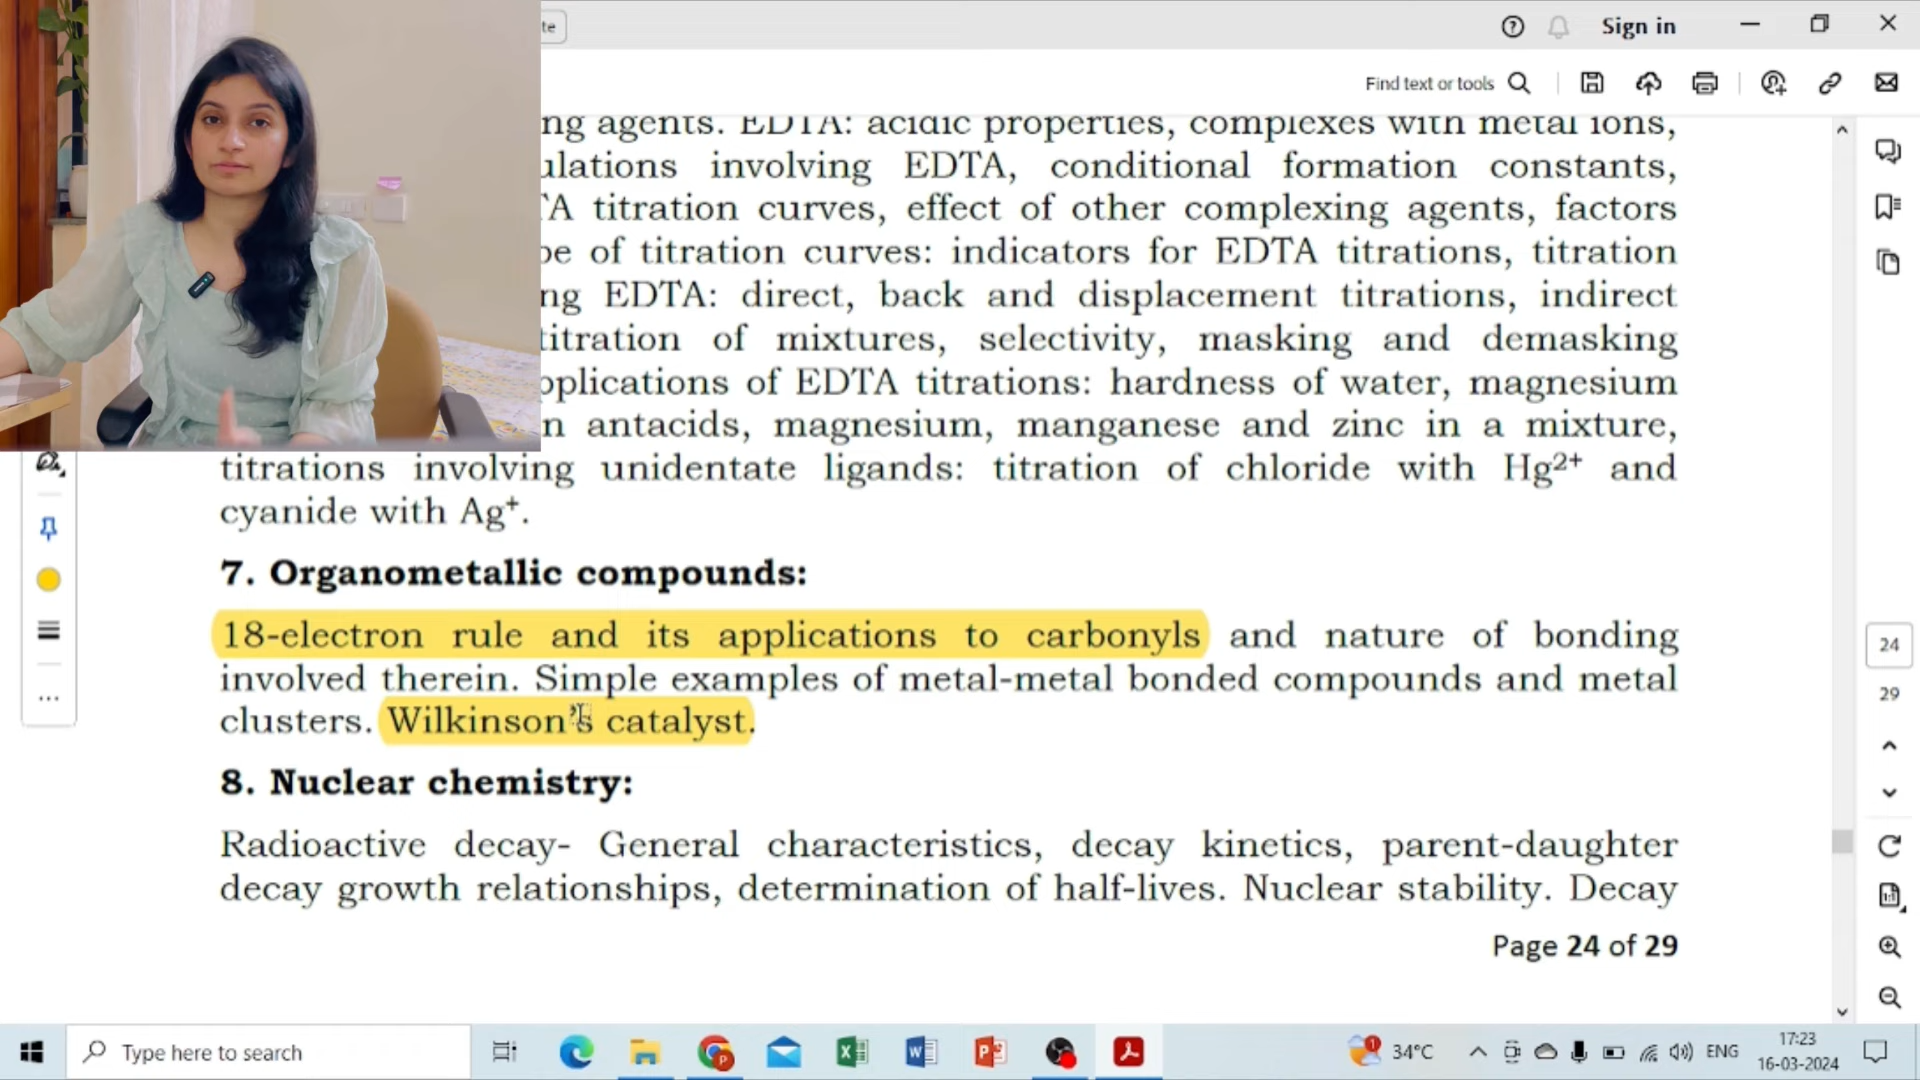 te
Sign in
Find text or tools
ng agents. EDTA: acidic properties, complexes with metal ions,
ulations involving EDTA, conditional formation constants,
A titration curves, effect of other complexing agents, factors
pe of titration curves: indicators for EDTA titrations, titration
ng EDTA: direct, back and displacement titrations, indirect
titration of mixtures, selectivity, masking and demasking
pplications of EDTA titrations: hardness of water, magnesium
n antacids, magnesium, manganese and zinc in a mixture,
titrations involving unidentate ligands: titration of chloride with Hg²⁺ and
cyanide with Ag⁺.
7. Organometallic compounds:
18-electron rule and its applications to carbonyls and nature of bonding
involved therein. Simple examples of metal-metal bonded compounds and metal
clusters. Wilkinson's catalyst.
8. Nuclear chemistry:
Radioactive decay- General characteristics, decay kinetics, parent-daughter
decay growth relationships, determination of half-lives. Nuclear stability. Decay
Page 24 of 29
24
29
Type here to search
34°C
ENG
17:23
16-03-2024